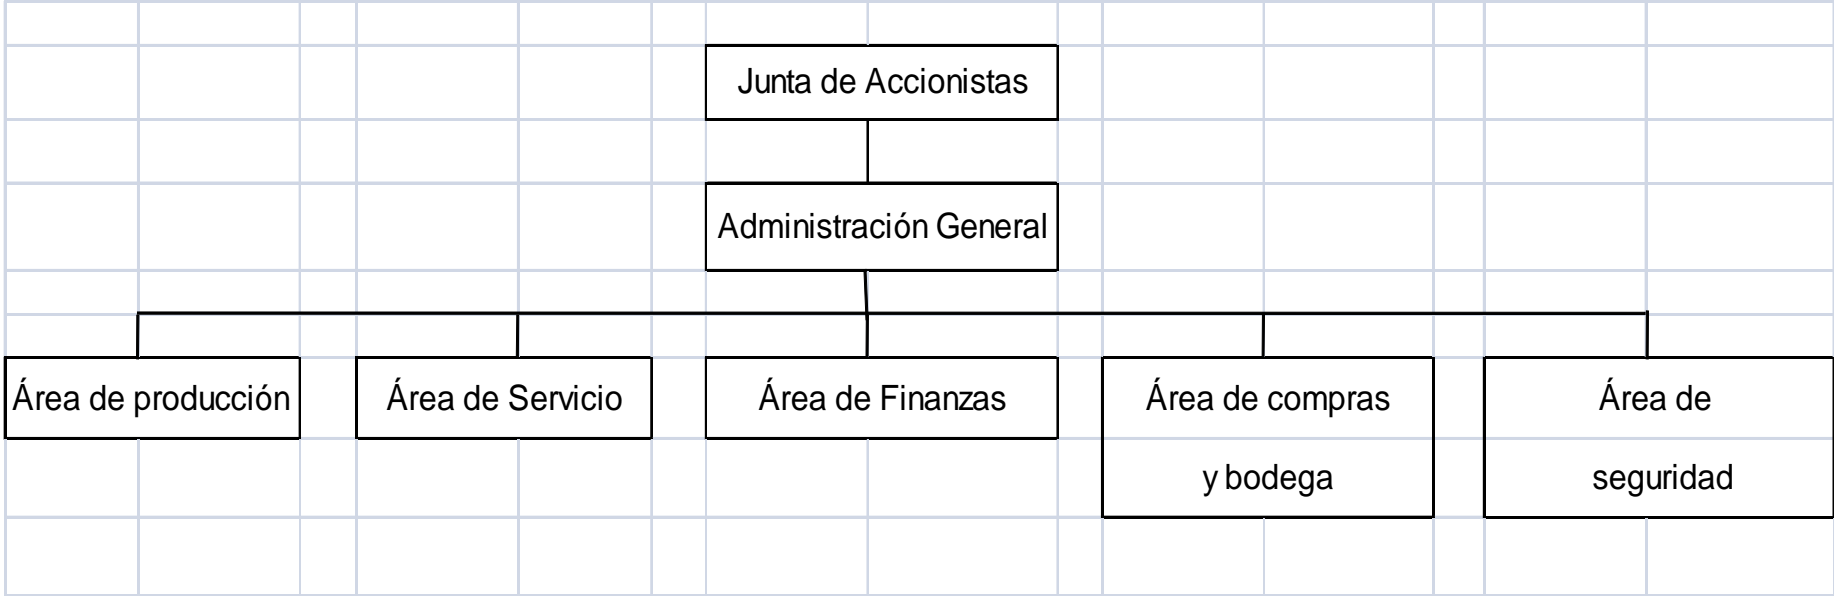 Junta de Accionistas
Administración General
Área de producción
Área de Servicio
Área de Finanzas
Área de compras
y bodega
Área de
seguridad